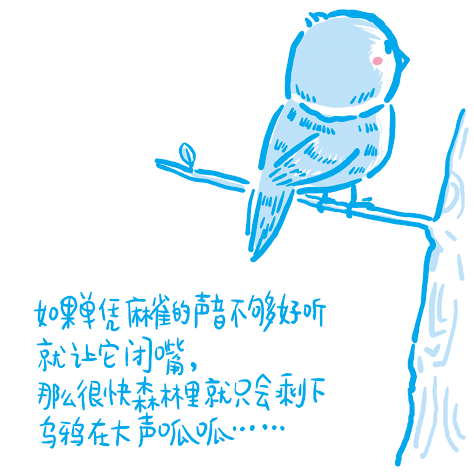 如果单凭麻雀的声音不够好听
就让它闭嘴，
那么很快森林里就只会剩下
乌鸦在大声呱呱……